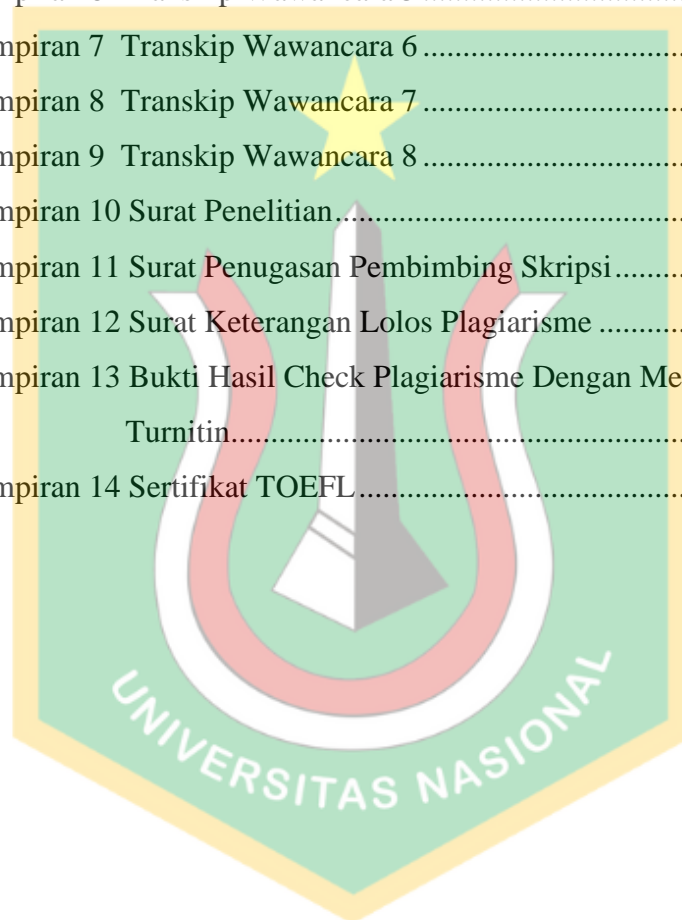 mpiran 7 Transkip Wawancara 6 ....................................................
mpiran 8 Transkip Wawancara 7 ....................................................
mpiran 9 Transkip Wawancara 8 ....................................................
mpiran 10 Surat Penelitian....................................................
mpiran 11 Surat Penugasan Pembimbing Skripsi..............
mpiran 12 Surat Keterangan Lolos Plagiarisme ................
mpiran 13 Bukti Hasil Check Plagiarisme Dengan Me
Turnitin....................................................
mpiran 14 Sertifikat TOEFL....................................................
UNIVERSITAS NASIONAL